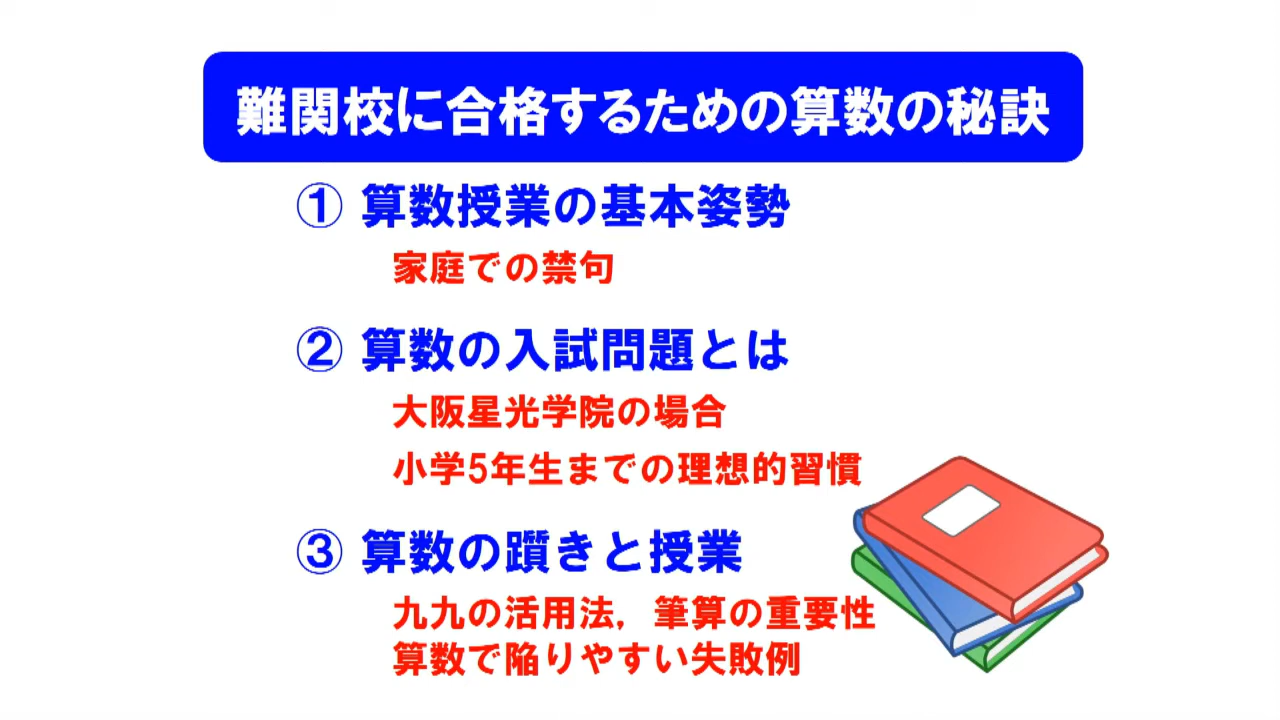 難関校に合格するための算数の秘訣
① 算数授業の基本姿勢
家庭での禁句
② 算数の入試問題とは
大阪星光学院の場合
小学5年生までの理想的習慣
③ 算数の躓きと授業
九九の活用法，筆算の重要性
算数で陥りやすい失敗例